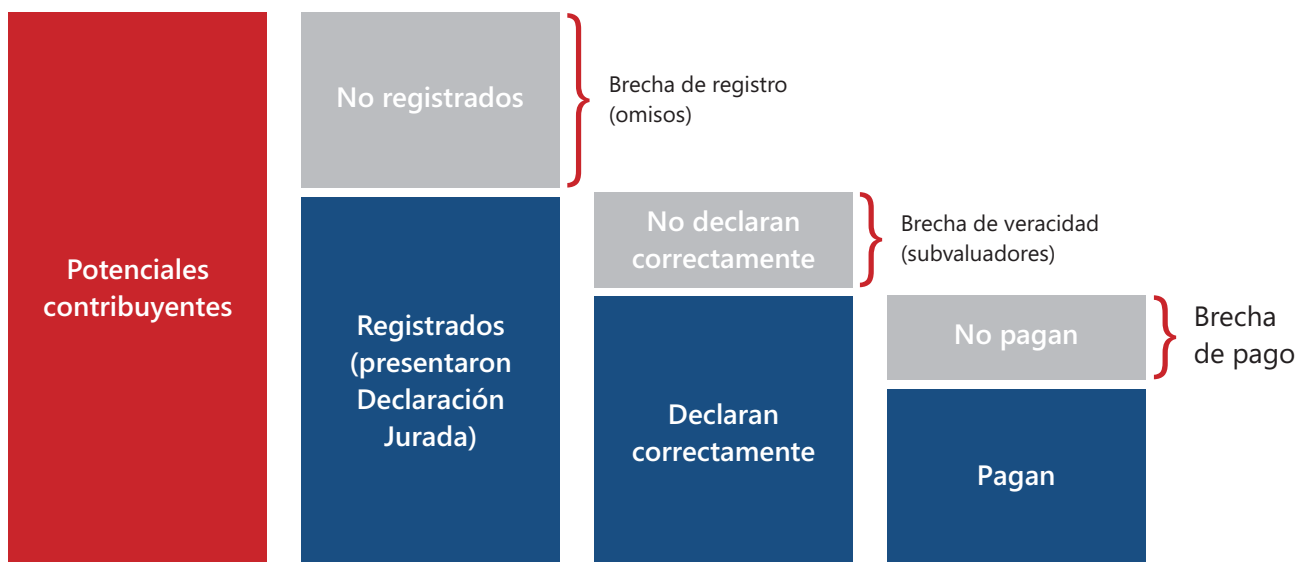 No registrados
Brecha de registro
(omisos)
No declaran
correctamente
Brecha de veracidad
(subvaluadores)
Potenciales
contribuyentes
Registrados
(presentaron
Declaración
Jurada)
No pagan
Brecha
de pago
Declaran
correctamente
Pagan